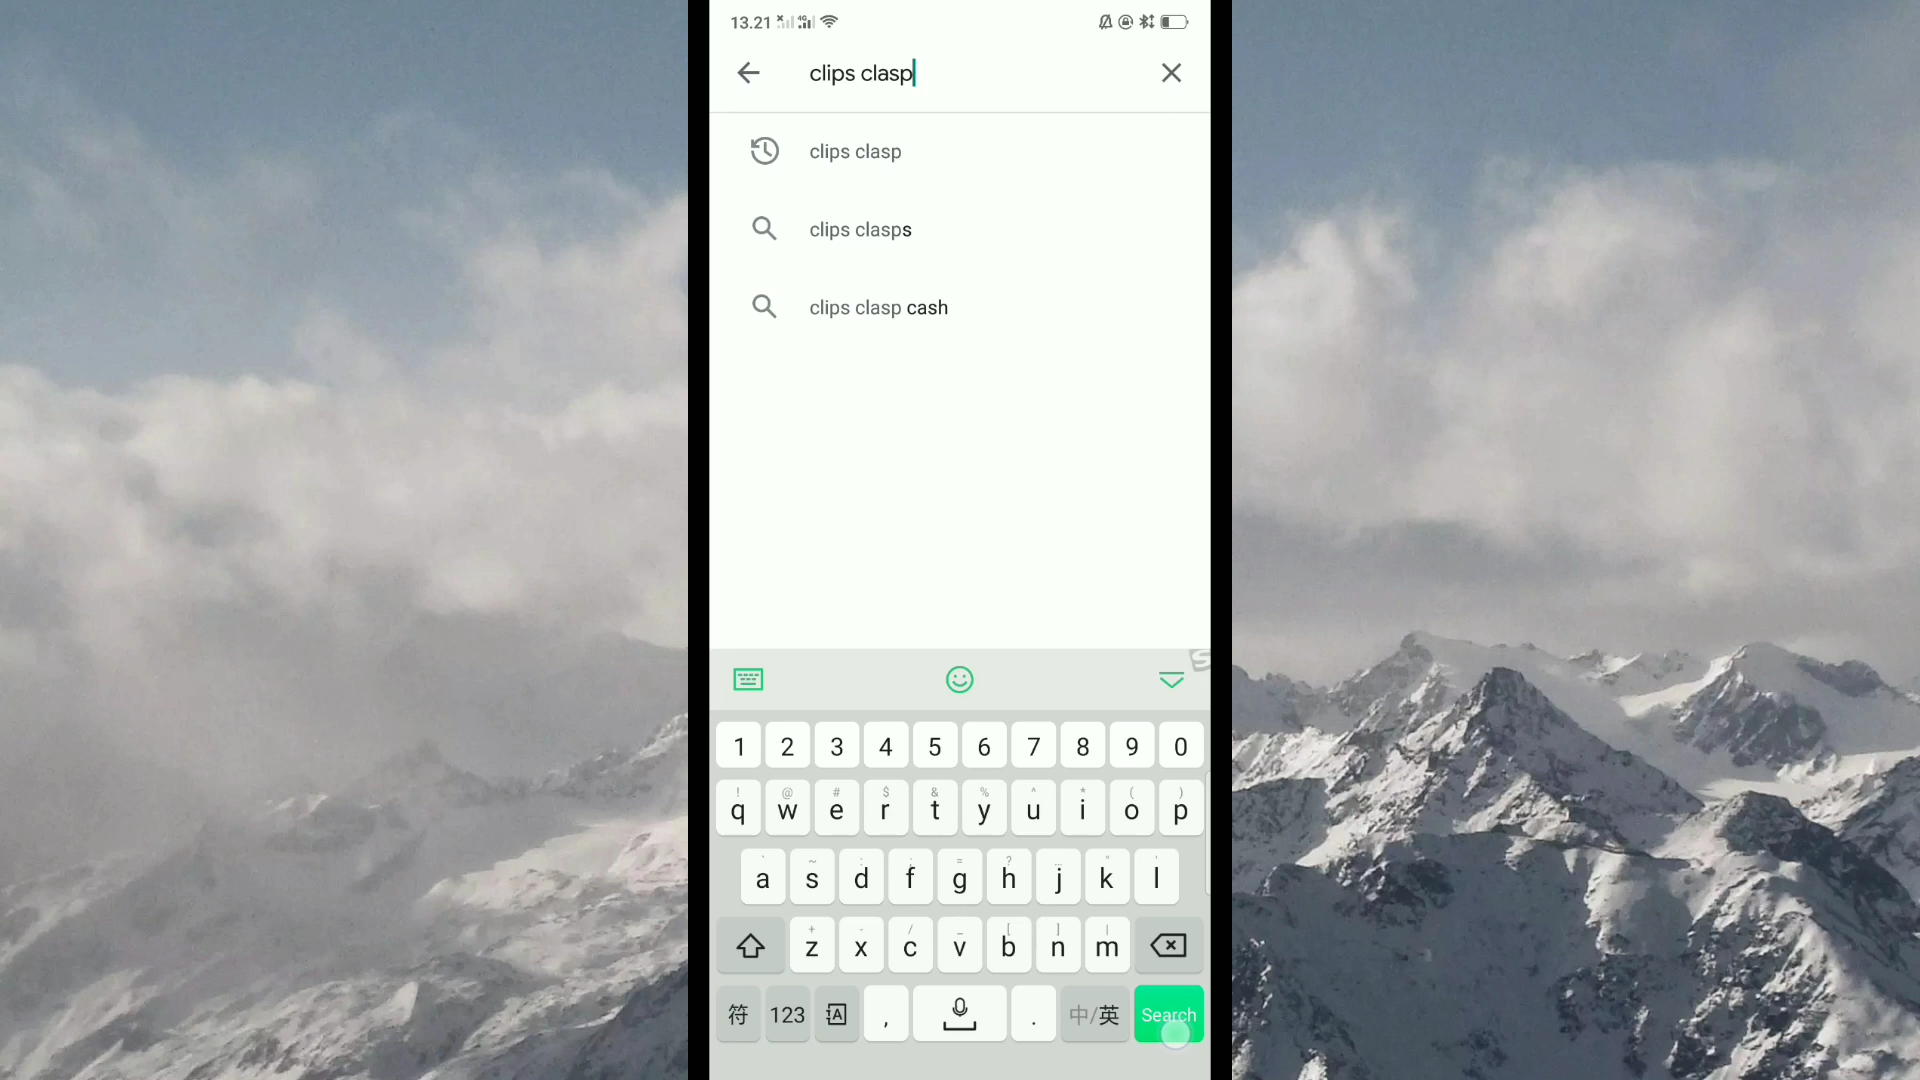 13.21
clips clasp
clips clasp
clips clasps
clips clasp cash
1 2 3 4 5 6 7 8 9 0
! @ # $ % ^ & * ( )
q w e r t y u i o p
a s d f g h j k l
z x c v b n m
符 123 , . 中/英 Search